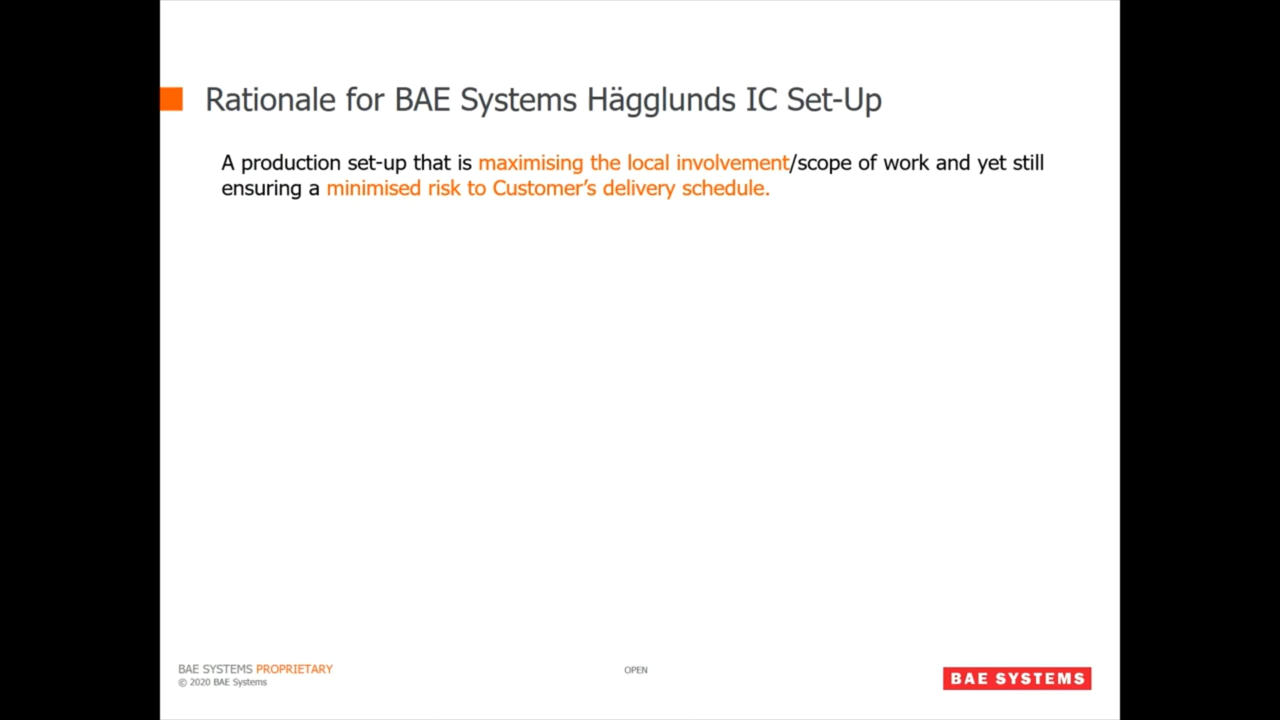 Rationale for BAE Systems Hägglunds IC Set-Up
A production set-up that is maximising the local involvement/scope of work and yet still
ensuring a minimised risk to Customer’s delivery schedule.
BAE SYSTEMS PROPRIETARY
© 2020 BAE Systems
OPEN
BAE SYSTEMS